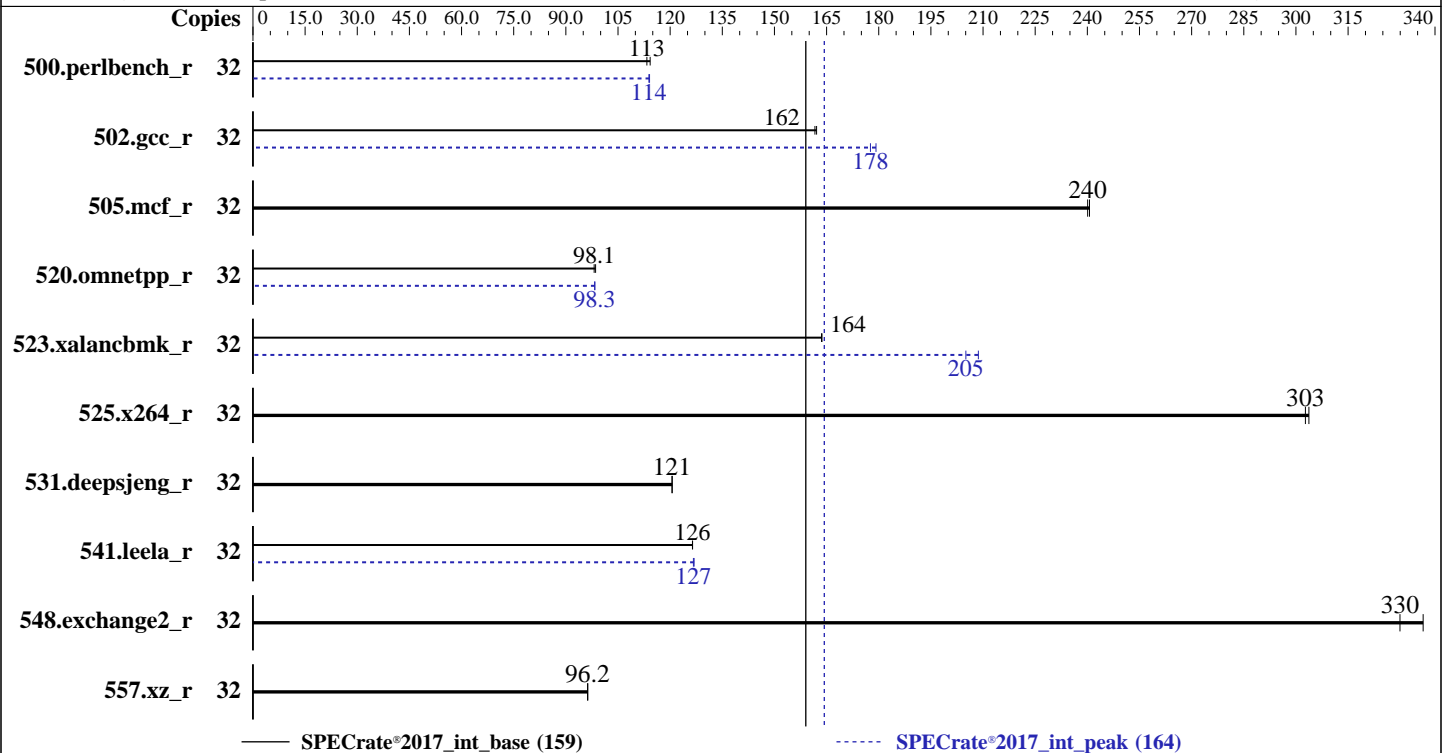 Copies 0 15.0 30.0 45.0 60.0 75.0 90.0 105 120 135 150 165 180 195 210 225 240 255 270 285 300 315 340
500.perlbench_r 32 113
114
502.gcc_r 32 162
178
505.mcf_r 32 240
520.omnetpp_r 32 98.1
98.3
523.xalancbmk_r 32 164
205
525.x264_r 32 303
531.deepsjeng_r 32 121
541.leela_r 32 126
127
548.exchange2_r 32 330
557.xz_r 32 96.2
SPECrate®2017_int_base (159) SPECrate®2017_int_peak (164)